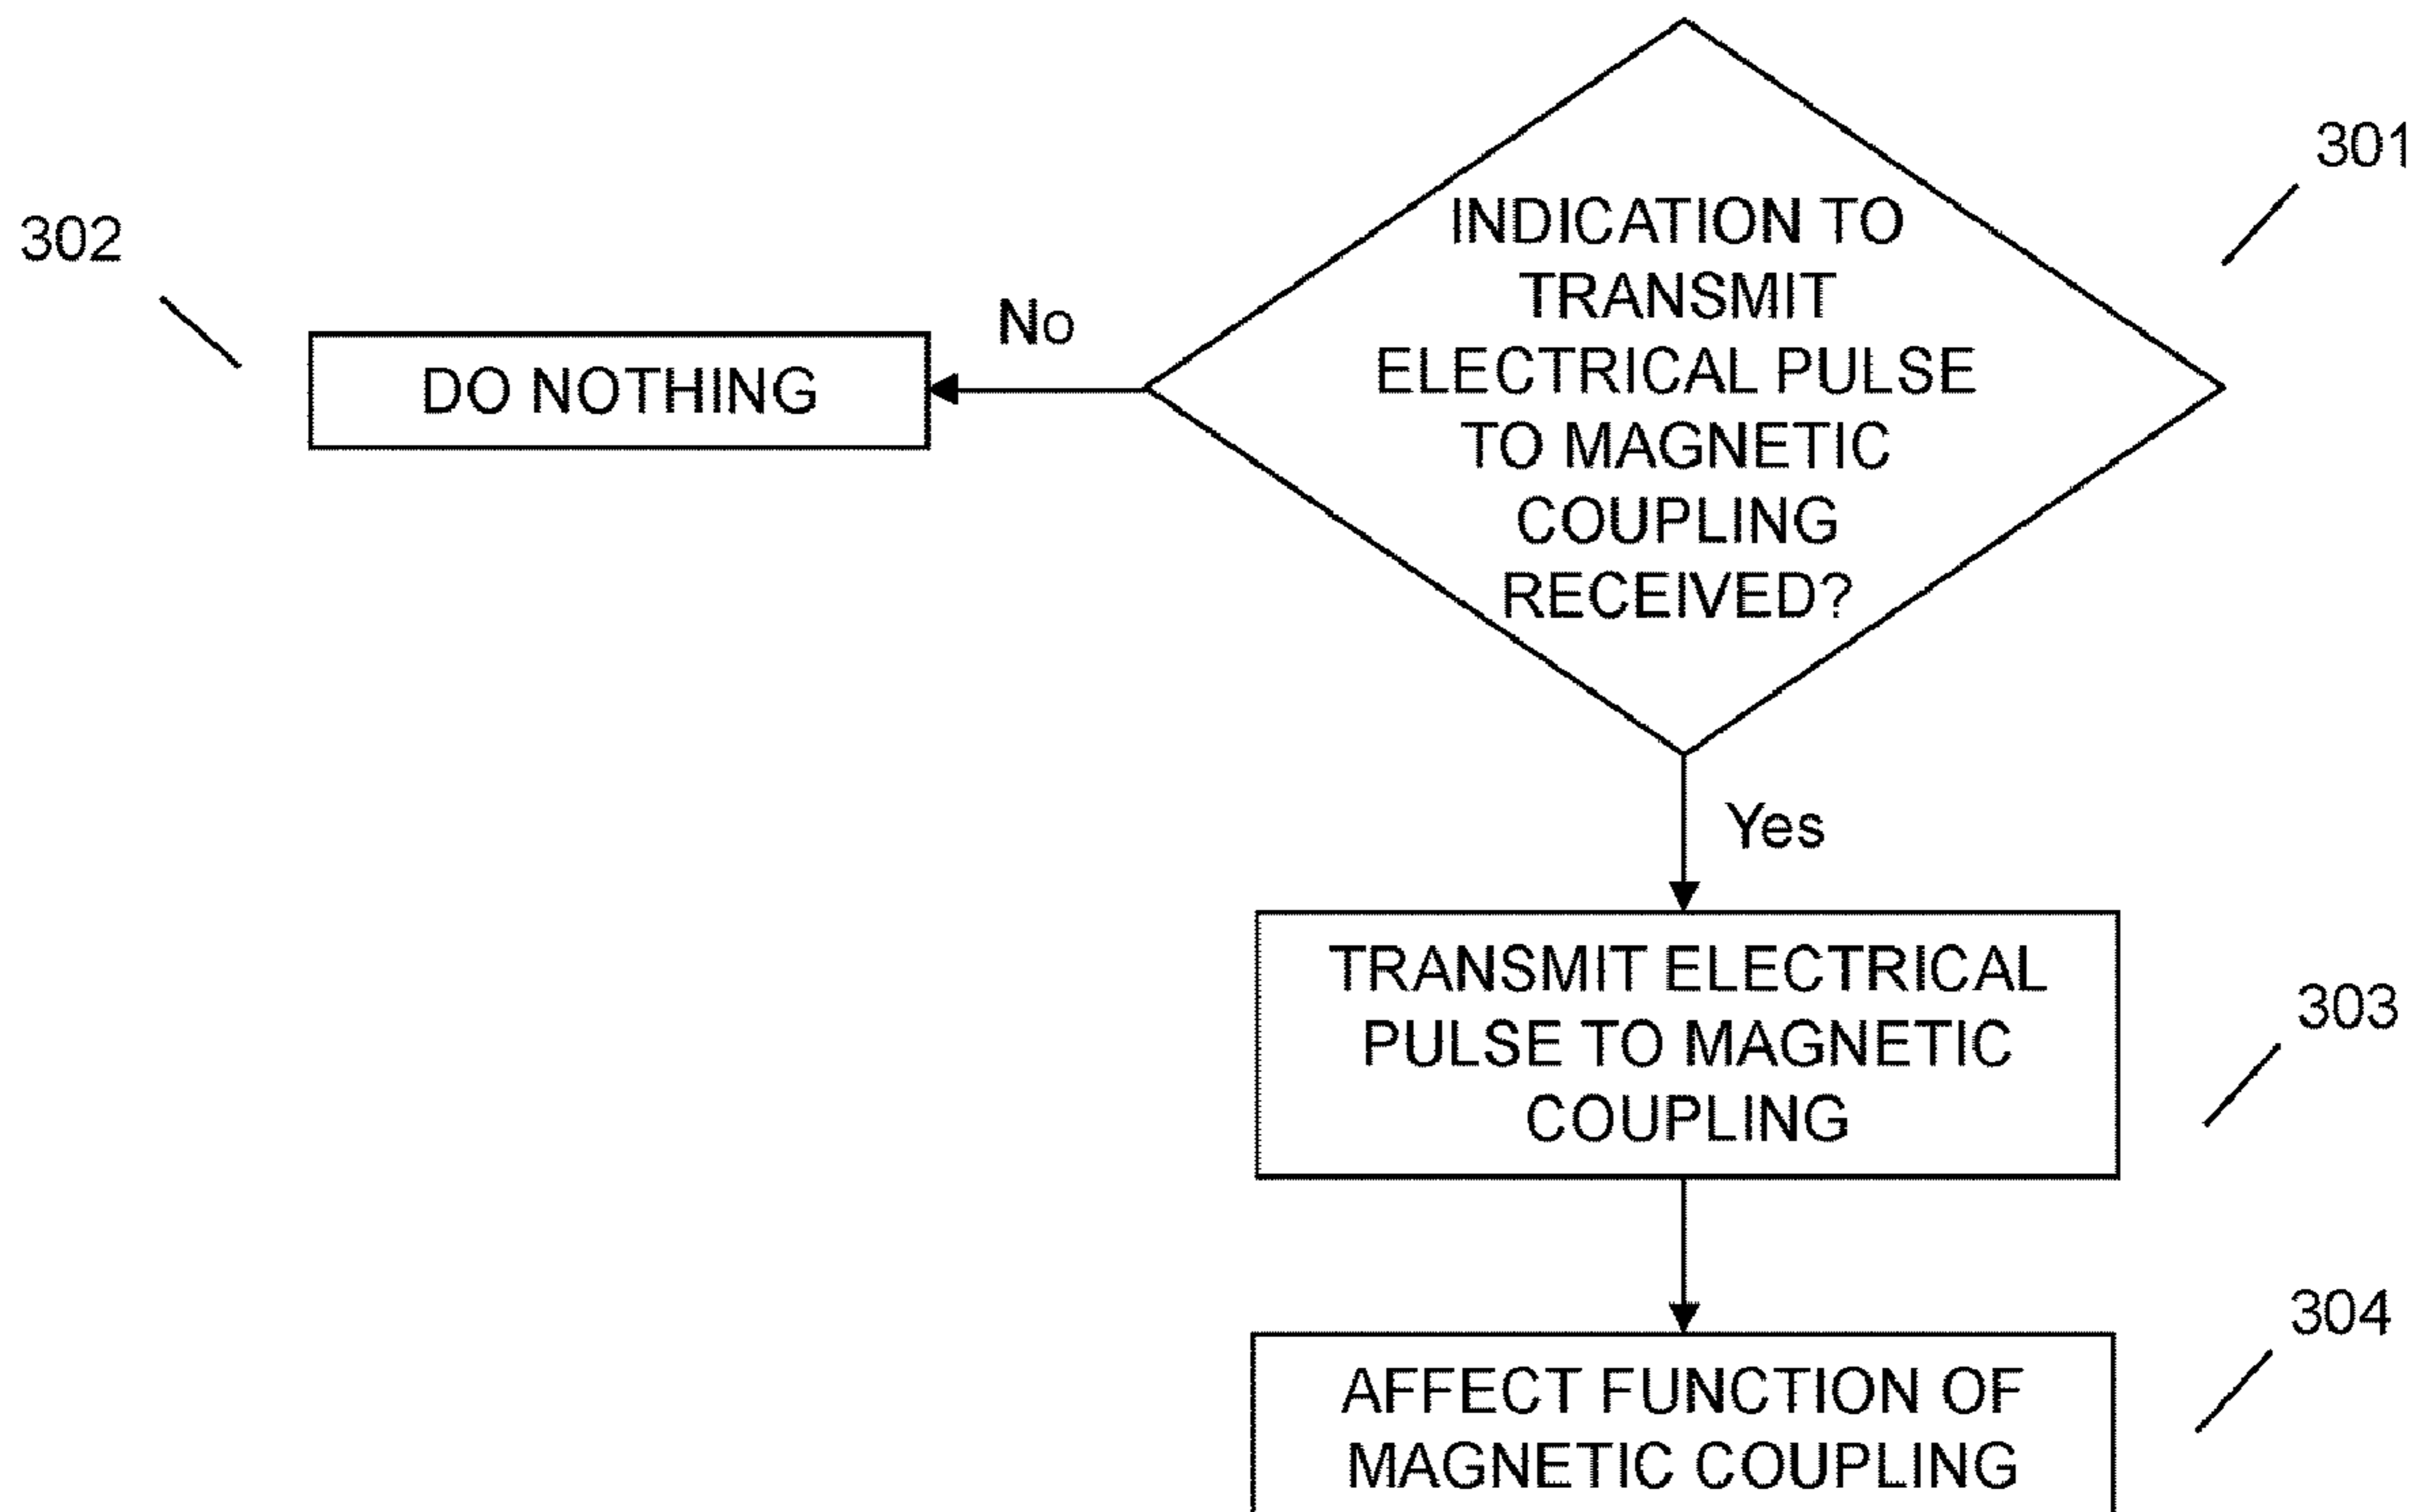 301
INDICATION TO
TRANSMIT
ELECTRICAL PULSE
TO MAGNETIC
COUPLING
RECEIVED?
302
No
DO NOTHING
Yes
TRANSMIT ELECTRICAL
PULSE TO MAGNETIC
COUPLING
303
304
AFFECT FUNCTION OF
MAGNETIC COUPLING